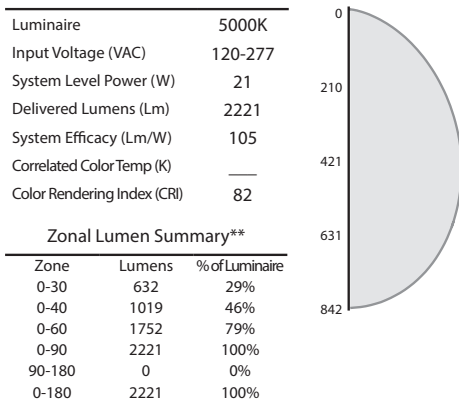 Luminaire 5000K
Input Voltage (VAC) 120-277
System Level Power (W) 21
Delivered Lumens (Lm) 2221
System Efficacy (Lm/W) 105
Correlated Color Temp (K) __
Color Rendering Index (CRI) 82
Zonal Lumen Summary**
Zone Lumens % of Luminaire
0-30 632 29%
0-40 1019 46%
0-60 1752 79%
0-90 2221 100%
90-180 0 0%
0-180 2221 100%
0
210
421
631
842